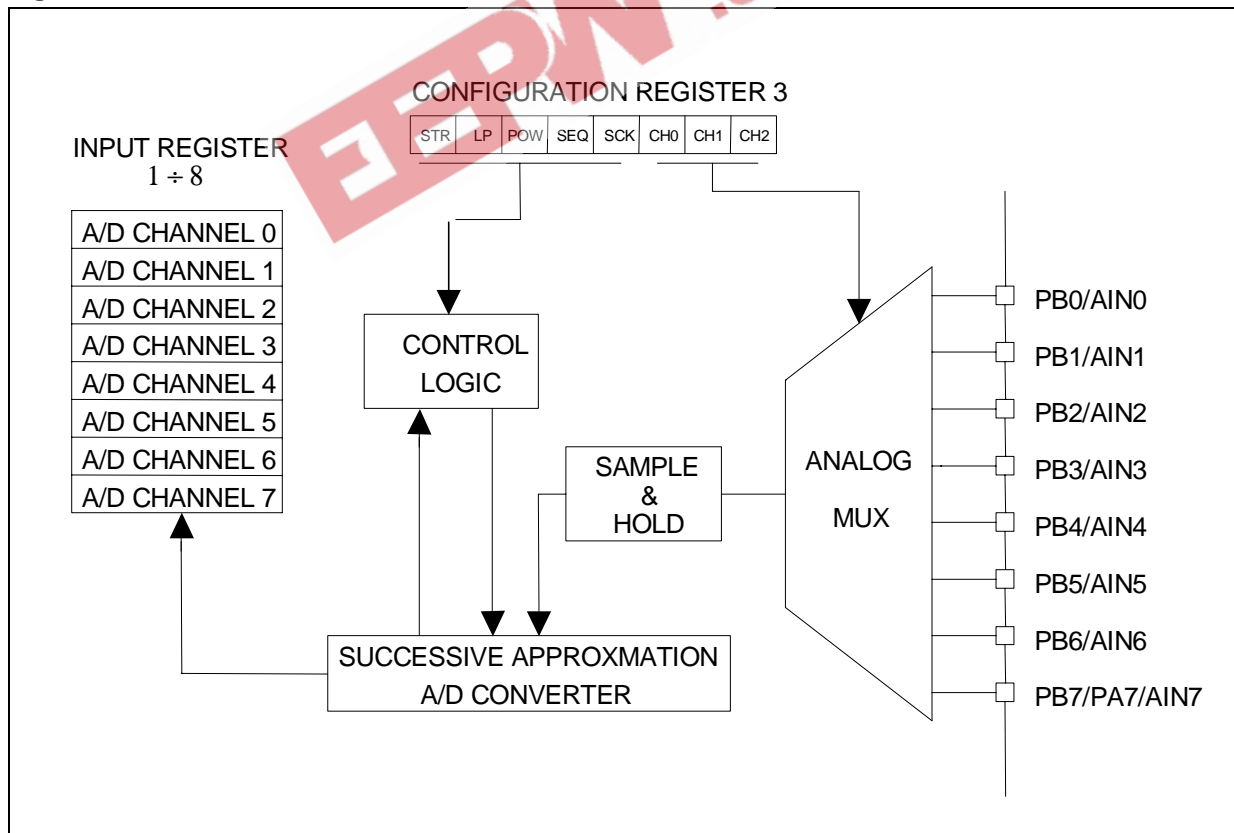 EEPW
CONFIGURATION REGISTER 3
STR LP POW SEQ SCK CH0 CH1 CH2
INPUT REGISTER
1 ÷ 8
A/D CHANNEL 0
A/D CHANNEL 1
A/D CHANNEL 2
A/D CHANNEL 3
A/D CHANNEL 4
A/D CHANNEL 5
A/D CHANNEL 6
A/D CHANNEL 7
CONTROL
LOGIC
SAMPLE
&
HOLD
SUCCESSIVE APPROXMATION
A/D CONVERTER
ANALOG
MUX
PB0/AIN0
PB1/AIN1
PB2/AIN2
PB3/AIN3
PB4/AIN4
PB5/AIN5
PB6/AIN6
PB7/PA7/AIN7